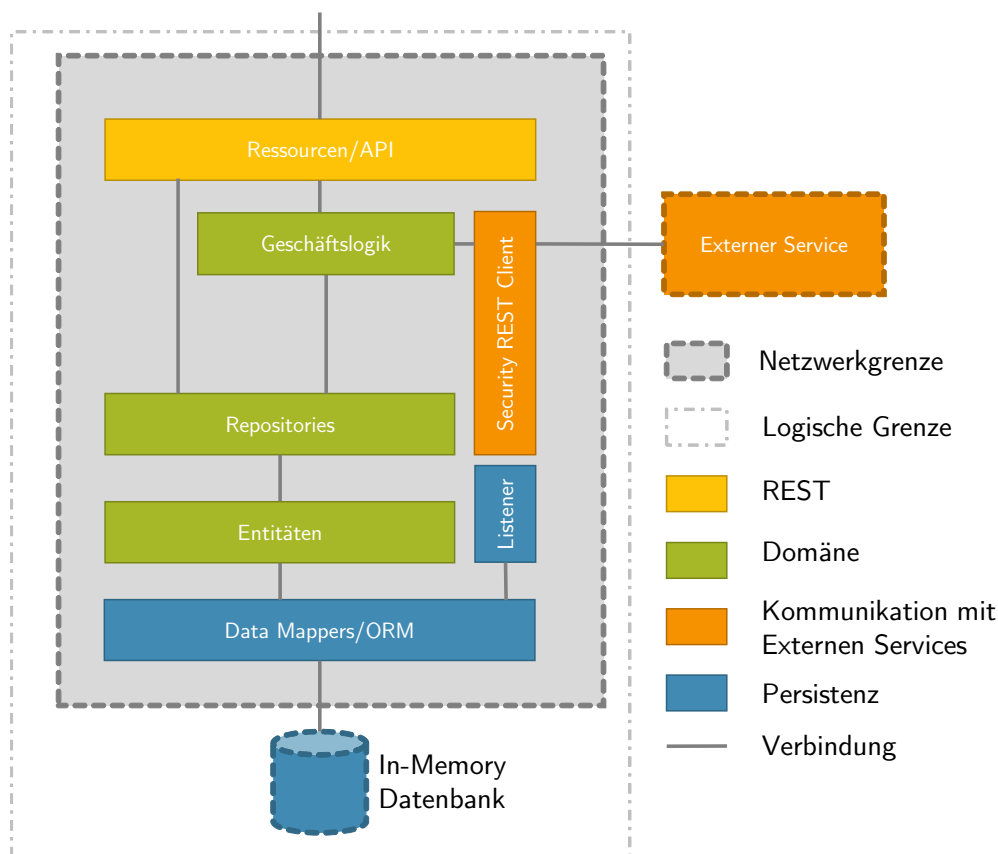 Ressourcen/API
Geschäftslogik
Security REST Client
Externer Service
Repositories
Listener
Entitäten
Data Mappers/ORM
In-Memory
Datenbank
Netzwerkgrenze
Logische Grenze
REST
Domäne
Kommunikation mit
Externen Services
Persistenz
Verbindung